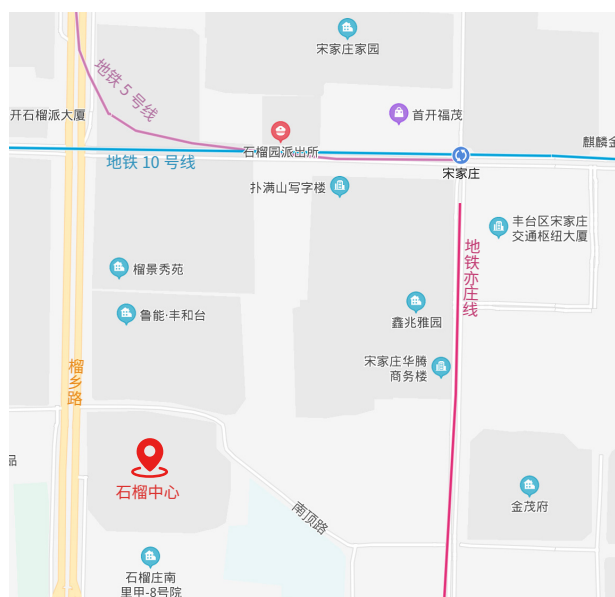 宋家庄家园
地铁 5 号线
开石榴派大厦
首开福茂
石榴园派出所
麒麟金
地铁 10 号线
宋家庄
扑满山写字楼
丰台区宋家庄
交通枢纽大厦
地铁亦庄线
榴景秀苑
鲁能·丰和台
鑫兆雅园
宋家庄华腾
商务楼
榴乡路
品
石榴中心
金茂府
南顶路
石榴庄南
里甲-8号院